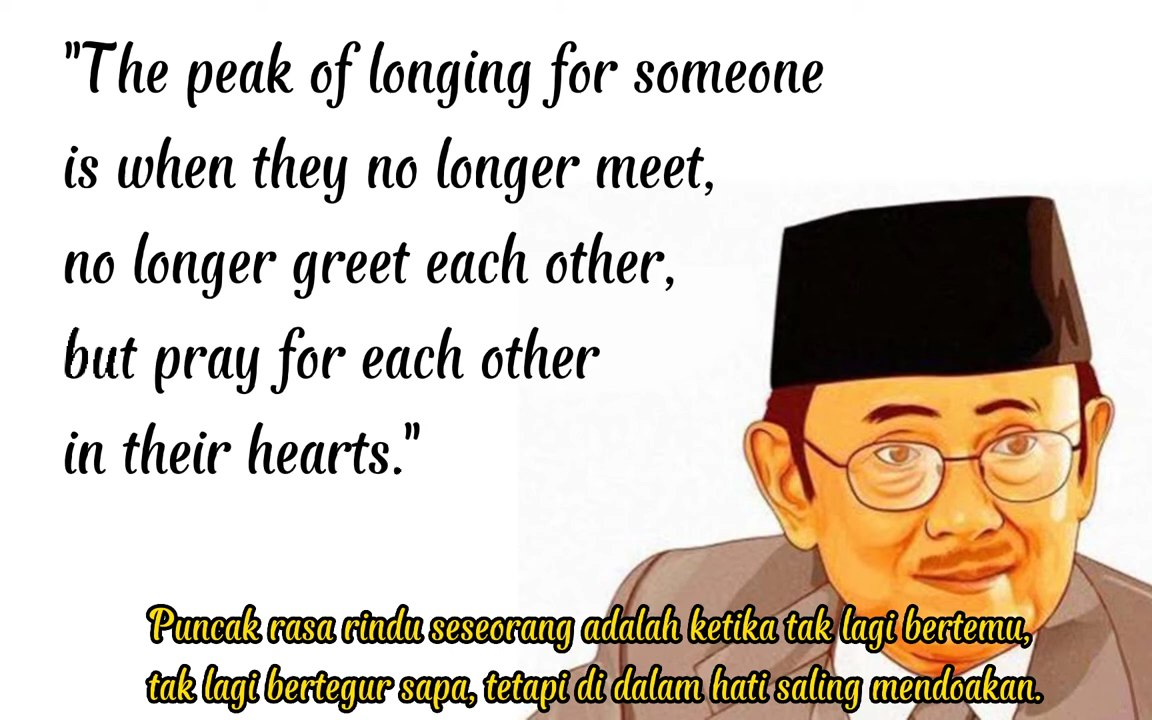 "The peak of longing for someone
is when they no longer meet,
no longer greet each other,
but pray for each other
in their hearts."
Puncak rasa rindu seseorang adalah ketika tak lagi bertemu,
tak lagi bertegur sapa, tetapi di dalam hati saling mendoakan.